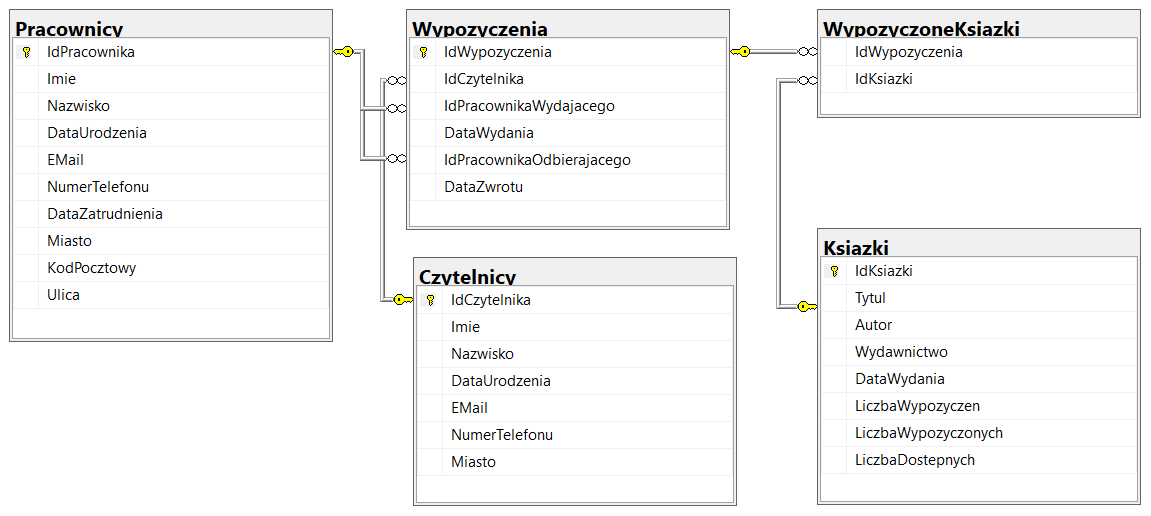 Pracownicy
IdPracownika
Imie
Nazwisko
DataUrodzenia
EMail
NumerTelefonu
DataZatrudnienia
Miasto
KodPocztowy
Ulica
Wypozyczenia
IdWypozyczenia
IdCzytelnika
IdPracownikaWydajacego
DataWydania
IdPracownikaOdbierajacego
DataZwrotu
Czytelnicy
IdCzytelnika
Imie
Nazwisko
DataUrodzenia
EMail
NumerTelefonu
Miasto
WypozyczoneKsiazki
IdWypozyczenia
IdKsiazki
Ksiazki
IdKsiazki
Tytul
Autor
Wydawnictwo
DataWydania
LiczbaWypozyczen
LiczbaWypozyczonych
LiczbaDostepnych